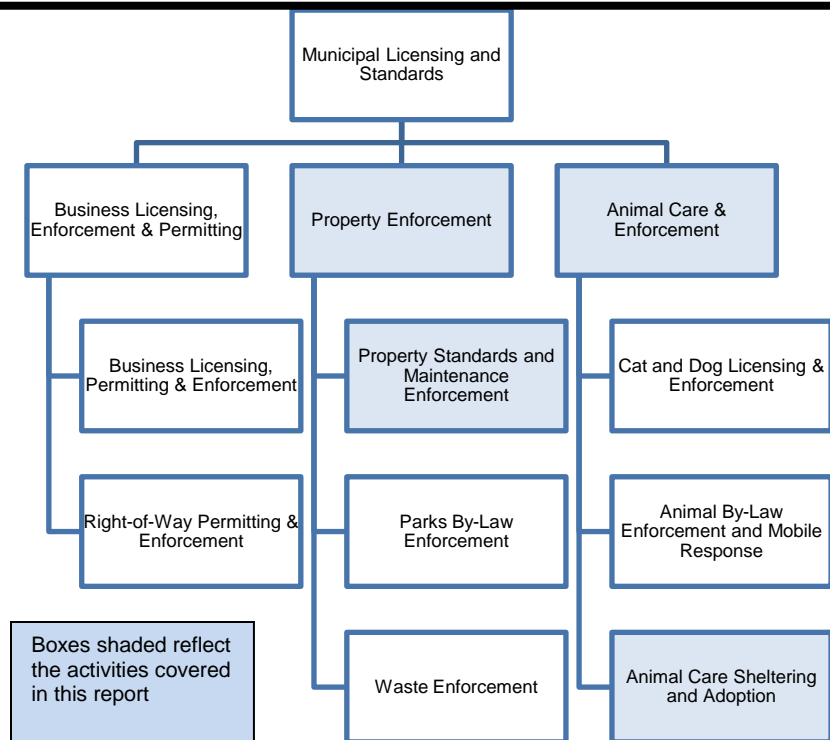 Municipal Licensing and
Standards
Business Licensing,
Enforcement & Permitting
Property Enforcement
Animal Care &
Enforcement
Business Licensing,
Permitting & Enforcement
Property Standards and
Maintenance
Enforcement
Cat and Dog Licensing &
Enforcement
Right-of-Way Permitting &
Enforcement
Parks By-Law
Enforcement
Animal By-Law
Enforcement and Mobile
Response
Boxes shaded reflect
the activities covered
in this report
Waste Enforcement
Animal Care Sheltering
and Adoption